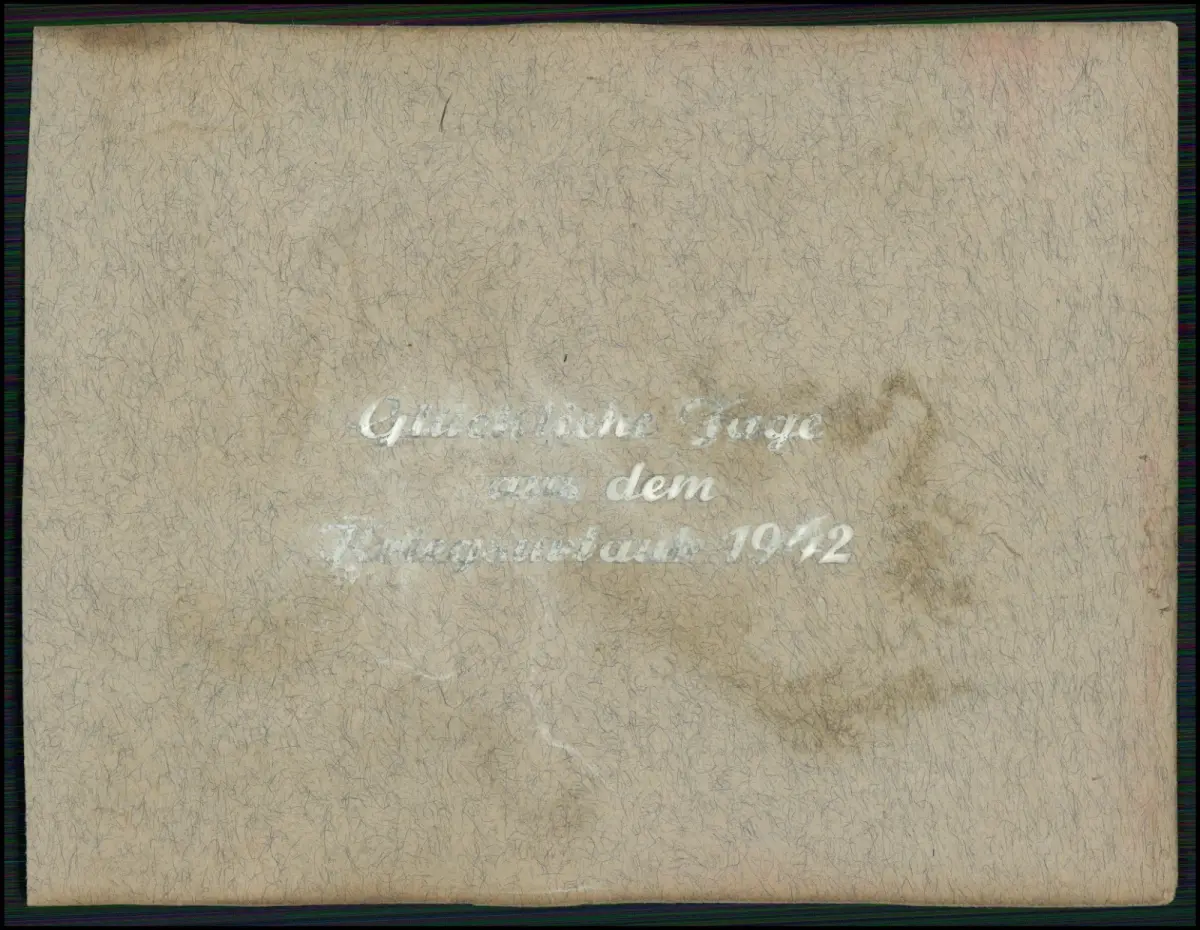 Glückliche Tage
aus dem
Kriegsurlaub 1942